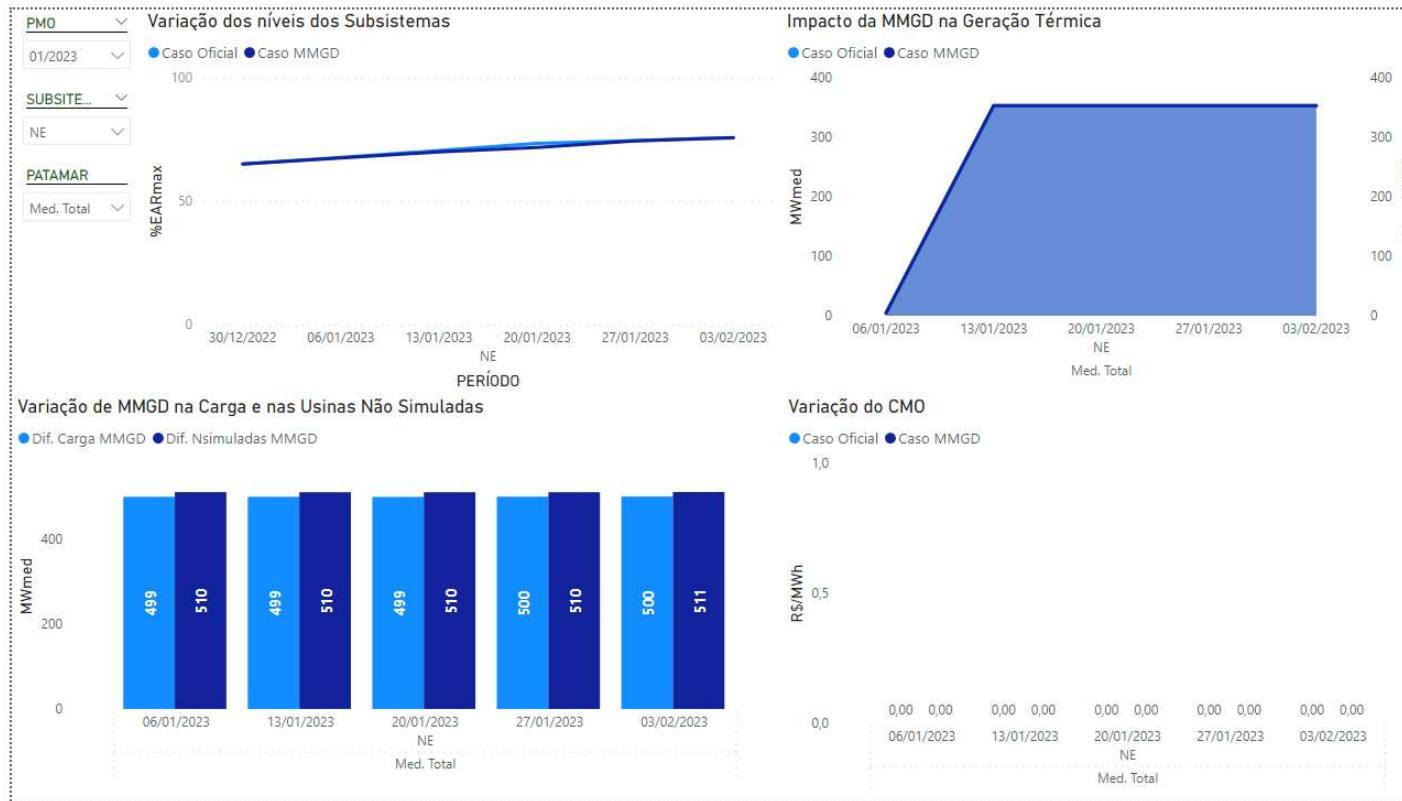 PMO
01/2023
SUBSITE...
NE
PATAMAR
Med. Total
Variação dos níveis dos Subsistemas
Caso Oficial Caso MMGD
%EARmax
100
50
0
30/12/2022 06/01/2023 13/01/2023 20/01/2023 27/01/2023 03/02/2023
NE
PERÍODO
Impacto da MMGD na Geração Térmica
Caso Oficial Caso MMGD
MWmed
400 400
300 300
200 200
100 100
0 0
06/01/2023 13/01/2023 20/01/2023 27/01/2023 03/02/2023
NE
Med. Total
Variação de MMGD na Carga e nas Usinas Não Simuladas
Dif. Carga MMGD Dif. Nsimuladas MMGD
MWmed
400
200
0
499 510 499 510 499 510 500 510 500 511
06/01/2023 13/01/2023 20/01/2023 27/01/2023 03/02/2023
NE
Med. Total
Variação do CMO
Caso Oficial Caso MMGD
R$/MWh
1,0
0,5
0,0
0,00 0,00 0,00 0,00 0,00 0,00 0,00 0,00 0,00 0,00
06/01/2023 13/01/2023 20/01/2023 27/01/2023 03/02/2023
NE
Med. Total